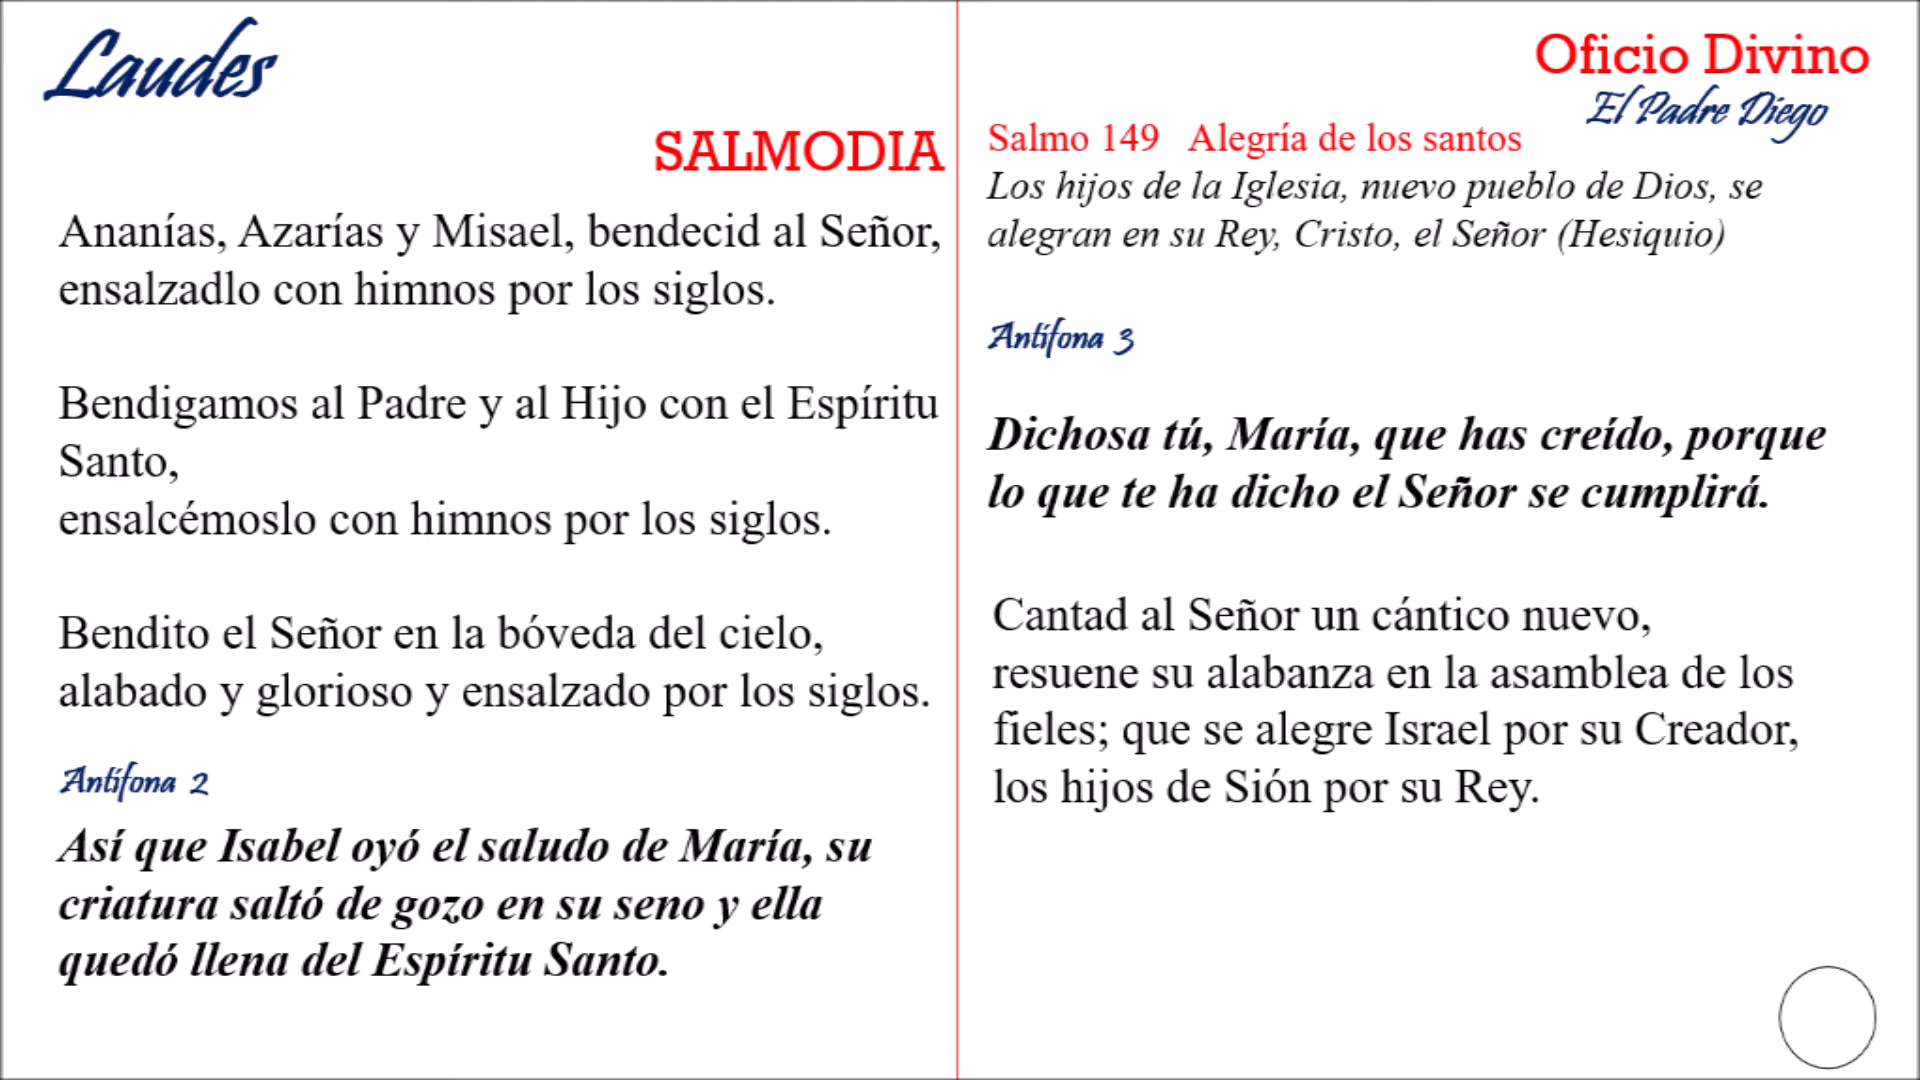 Laudes
SALMODIA
Ananías, Azarías y Misael, bendecid al Señor,
ensalzadlo con himnos por los siglos.
Bendigamos al Padre y al Hijo con el Espíritu
Santo,
ensalcémoslo con himnos por los siglos.
Bendito el Señor en la bóveda del cielo,
alabado y glorioso y ensalzado por los siglos.
Antífona 2
Así que Isabel oyó el saludo de María, su
criatura saltó de gozo en su seno y ella
quedó llena del Espíritu Santo.
Oficio Divino
El Padre Diego
Salmo 149 Alegría de los santos
Los hijos de la Iglesia, nuevo pueblo de Dios, se
alegran en su Rey, Cristo, el Señor (Hesiquio)
Antífona 3
Dichosa tú, María, que has creído, porque
lo que te ha dicho el Señor se cumplirá.
Cantad al Señor un cántico nuevo,
resuene su alabanza en la asamblea de los
fieles; que se alegre Israel por su Creador,
los hijos de Sión por su Rey.